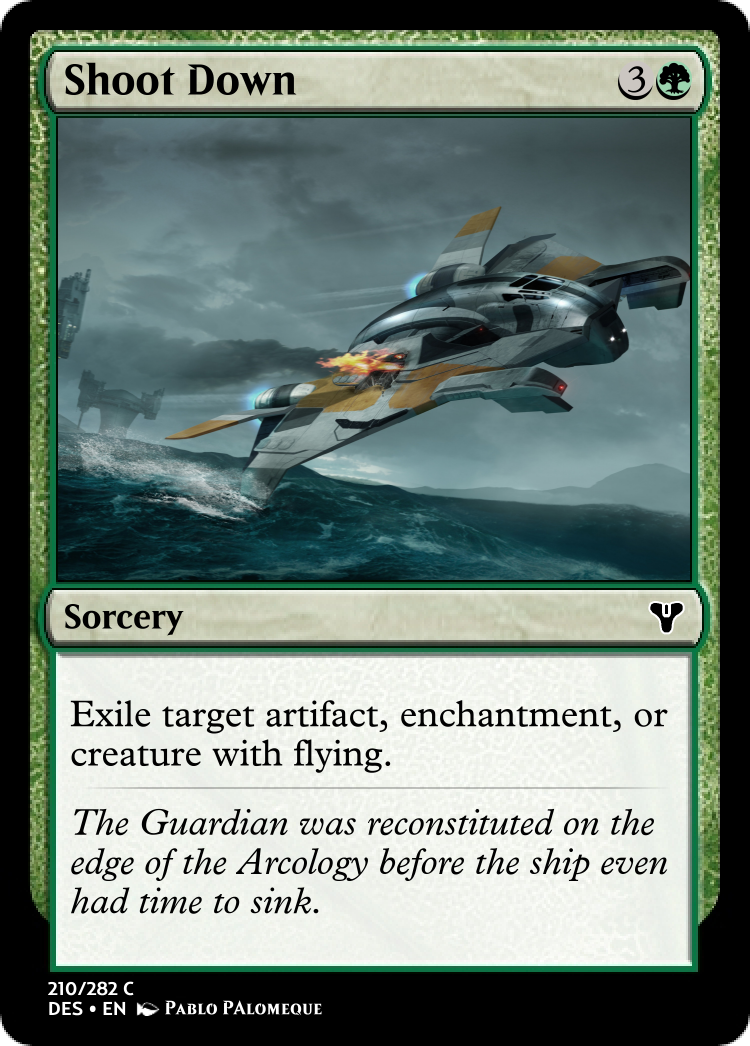 Shoot Down
3
Sorcery
Exile target artifact, enchantment, or
creature with flying.
The Guardian was reconstituted on the
edge of the Arcology before the ship even
had time to sink.
210/282 C
DES • EN Pablo PAlomeque